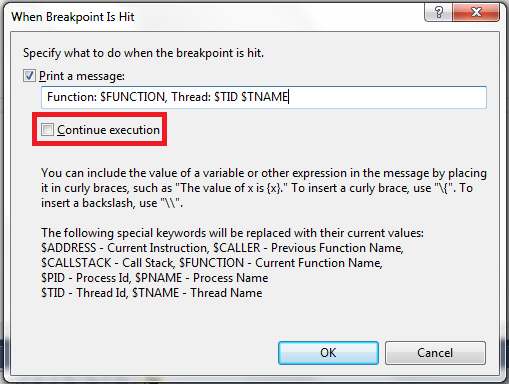 When Breakpoint Is Hit
?
Specify what to do when the breakpoint is hit.
Print a message:
Function: $FUNCTION, Thread: $TID $TNAME
Continue execution
You can include the value of a variable or other expression in the message by placing
it in curly braces, such as "The value of x is {x}." To insert a curly brace, use "\{". To
insert a backslash, use "\\".
The following special keywords will be replaced with their current values:
$ADDRESS - Current Instruction, $CALLER - Previous Function Name,
$CALLSTACK - Call Stack, $FUNCTION - Current Function Name,
$PID - Process Id, $PNAME - Process Name
$TID - Thread Id, $TNAME - Thread Name
OK Cancel